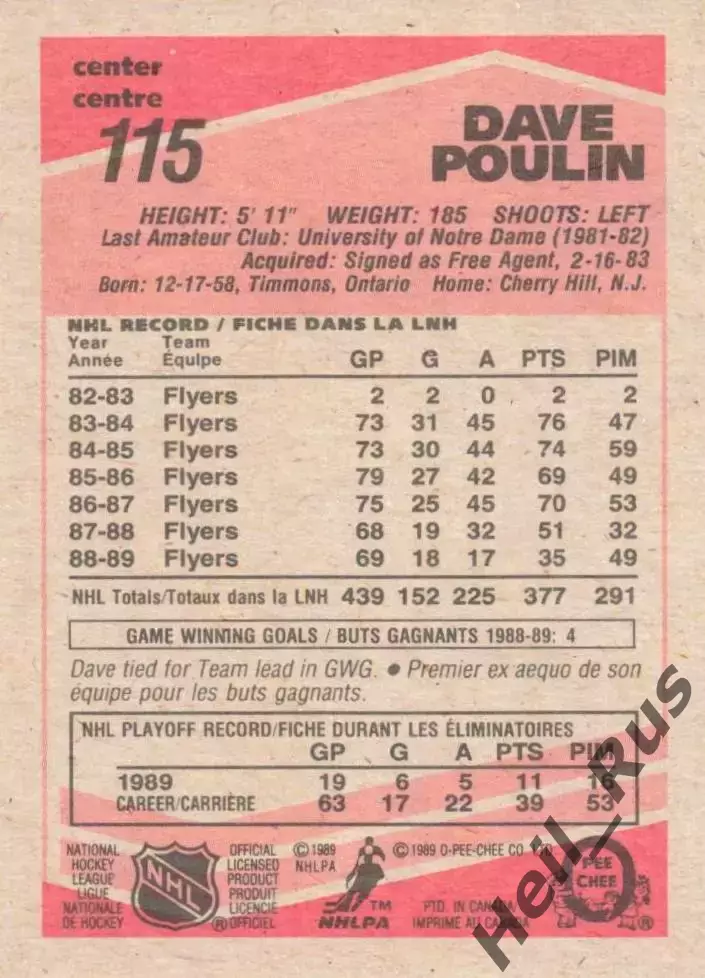 center
centre
115
DAVE
POULIN
HEIGHT: 5' 11" WEIGHT: 185 SHOOTS: LEFT
Last Amateur Club: University of Notre Dame (1981-82)
Acquired: Signed as Free Agent, 2-16-83
Born: 12-17-58, Timmons, Ontario Home: Cherry Hill, N.J.
NHL RECORD / FICHE DANS LA LNH
Year Team
Année Équipe GP G A PTS PIM
82-83 Flyers 2 2 0 2 2
83-84 Flyers 73 31 45 76 47
84-85 Flyers 73 30 44 74 59
85-86 Flyers 79 27 42 69 49
86-87 Flyers 75 25 45 70 53
87-88 Flyers 68 19 32 51 32
88-89 Flyers 69 18 17 35 49
NHL Totals/Totaux dans la LNH 439 152 225 377 291
GAME WINNING GOALS / BUTS GAGNANTS 1988-89: 4
Dave tied for Team lead in GWG. ● Premier ex aequo de son
équipe pour les buts gagnants.
NHL PLAYOFF RECORD/FICHE DURANT LES ÉLIMINATOIRES
GP G A PTS PIM
1989 19 6 5 11 16
CAREER/CARRIÈRE 63 17 22 39 53
NATIONAL
HOCKEY
LEAGUE
LIGUE
NATIONALE
DE HOCKEY
NHL
®
OFFICIAL
LICENSED
PRODUCT
PRODUIT
LICENCIE
OFFICIEL
© 1989
NHLPA
TM
NHLPA
© 1989 O-PEE-CHEE CO. LTD.
PTD. IN CANADA
IMPRIMÉ AU CANADA
O
PEE
CHEE
®
Heil_Rus